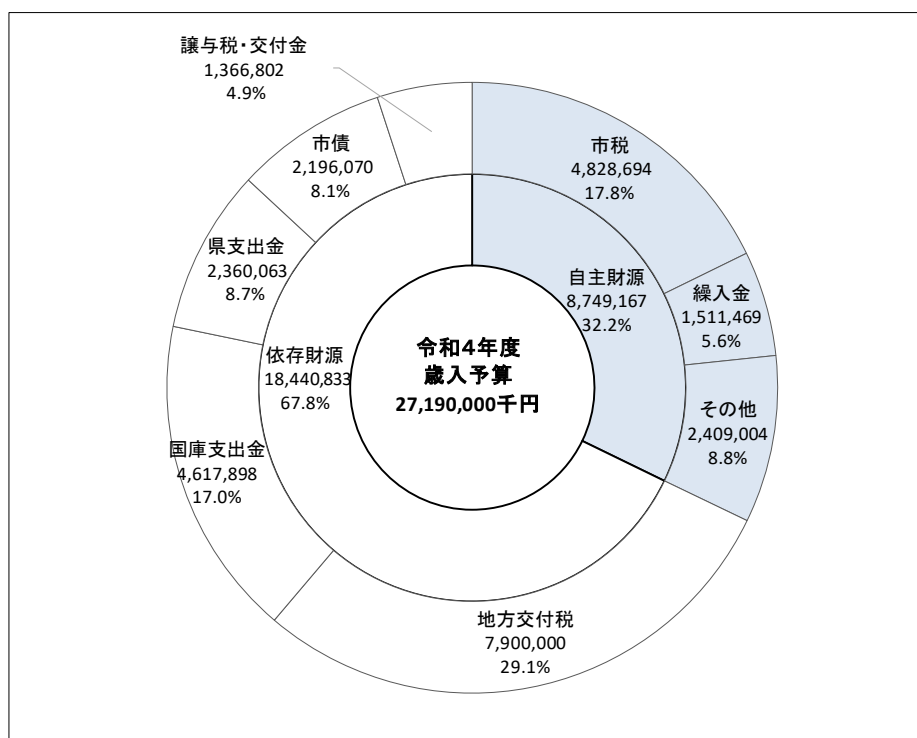 譲与税・交付金
1,366,802
4.9%
市債
2,196,070
8.1%
県支出金
2,360,063
8.7%
国庫支出金
4,617,898
17.0%
依存財源
18,440,833
67.8%
令和４年度
歳入予算
27,190,000千円
自主財源
8,749,167
32.2%
市税
4,828,694
17.8%
繰入金
1,511,469
5.6%
その他
2,409,004
8.8%
地方交付税
7,900,000
29.1%